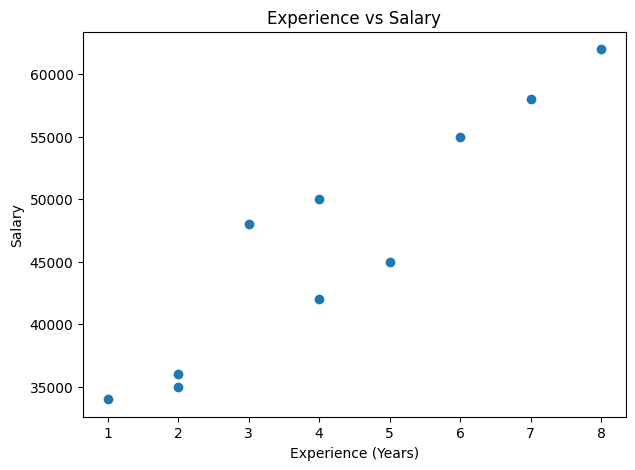 Experience vs Salary
60000
55000
50000
45000
40000
35000
Salary
1 2 3 4 5 6 7 8
Experience (Years)